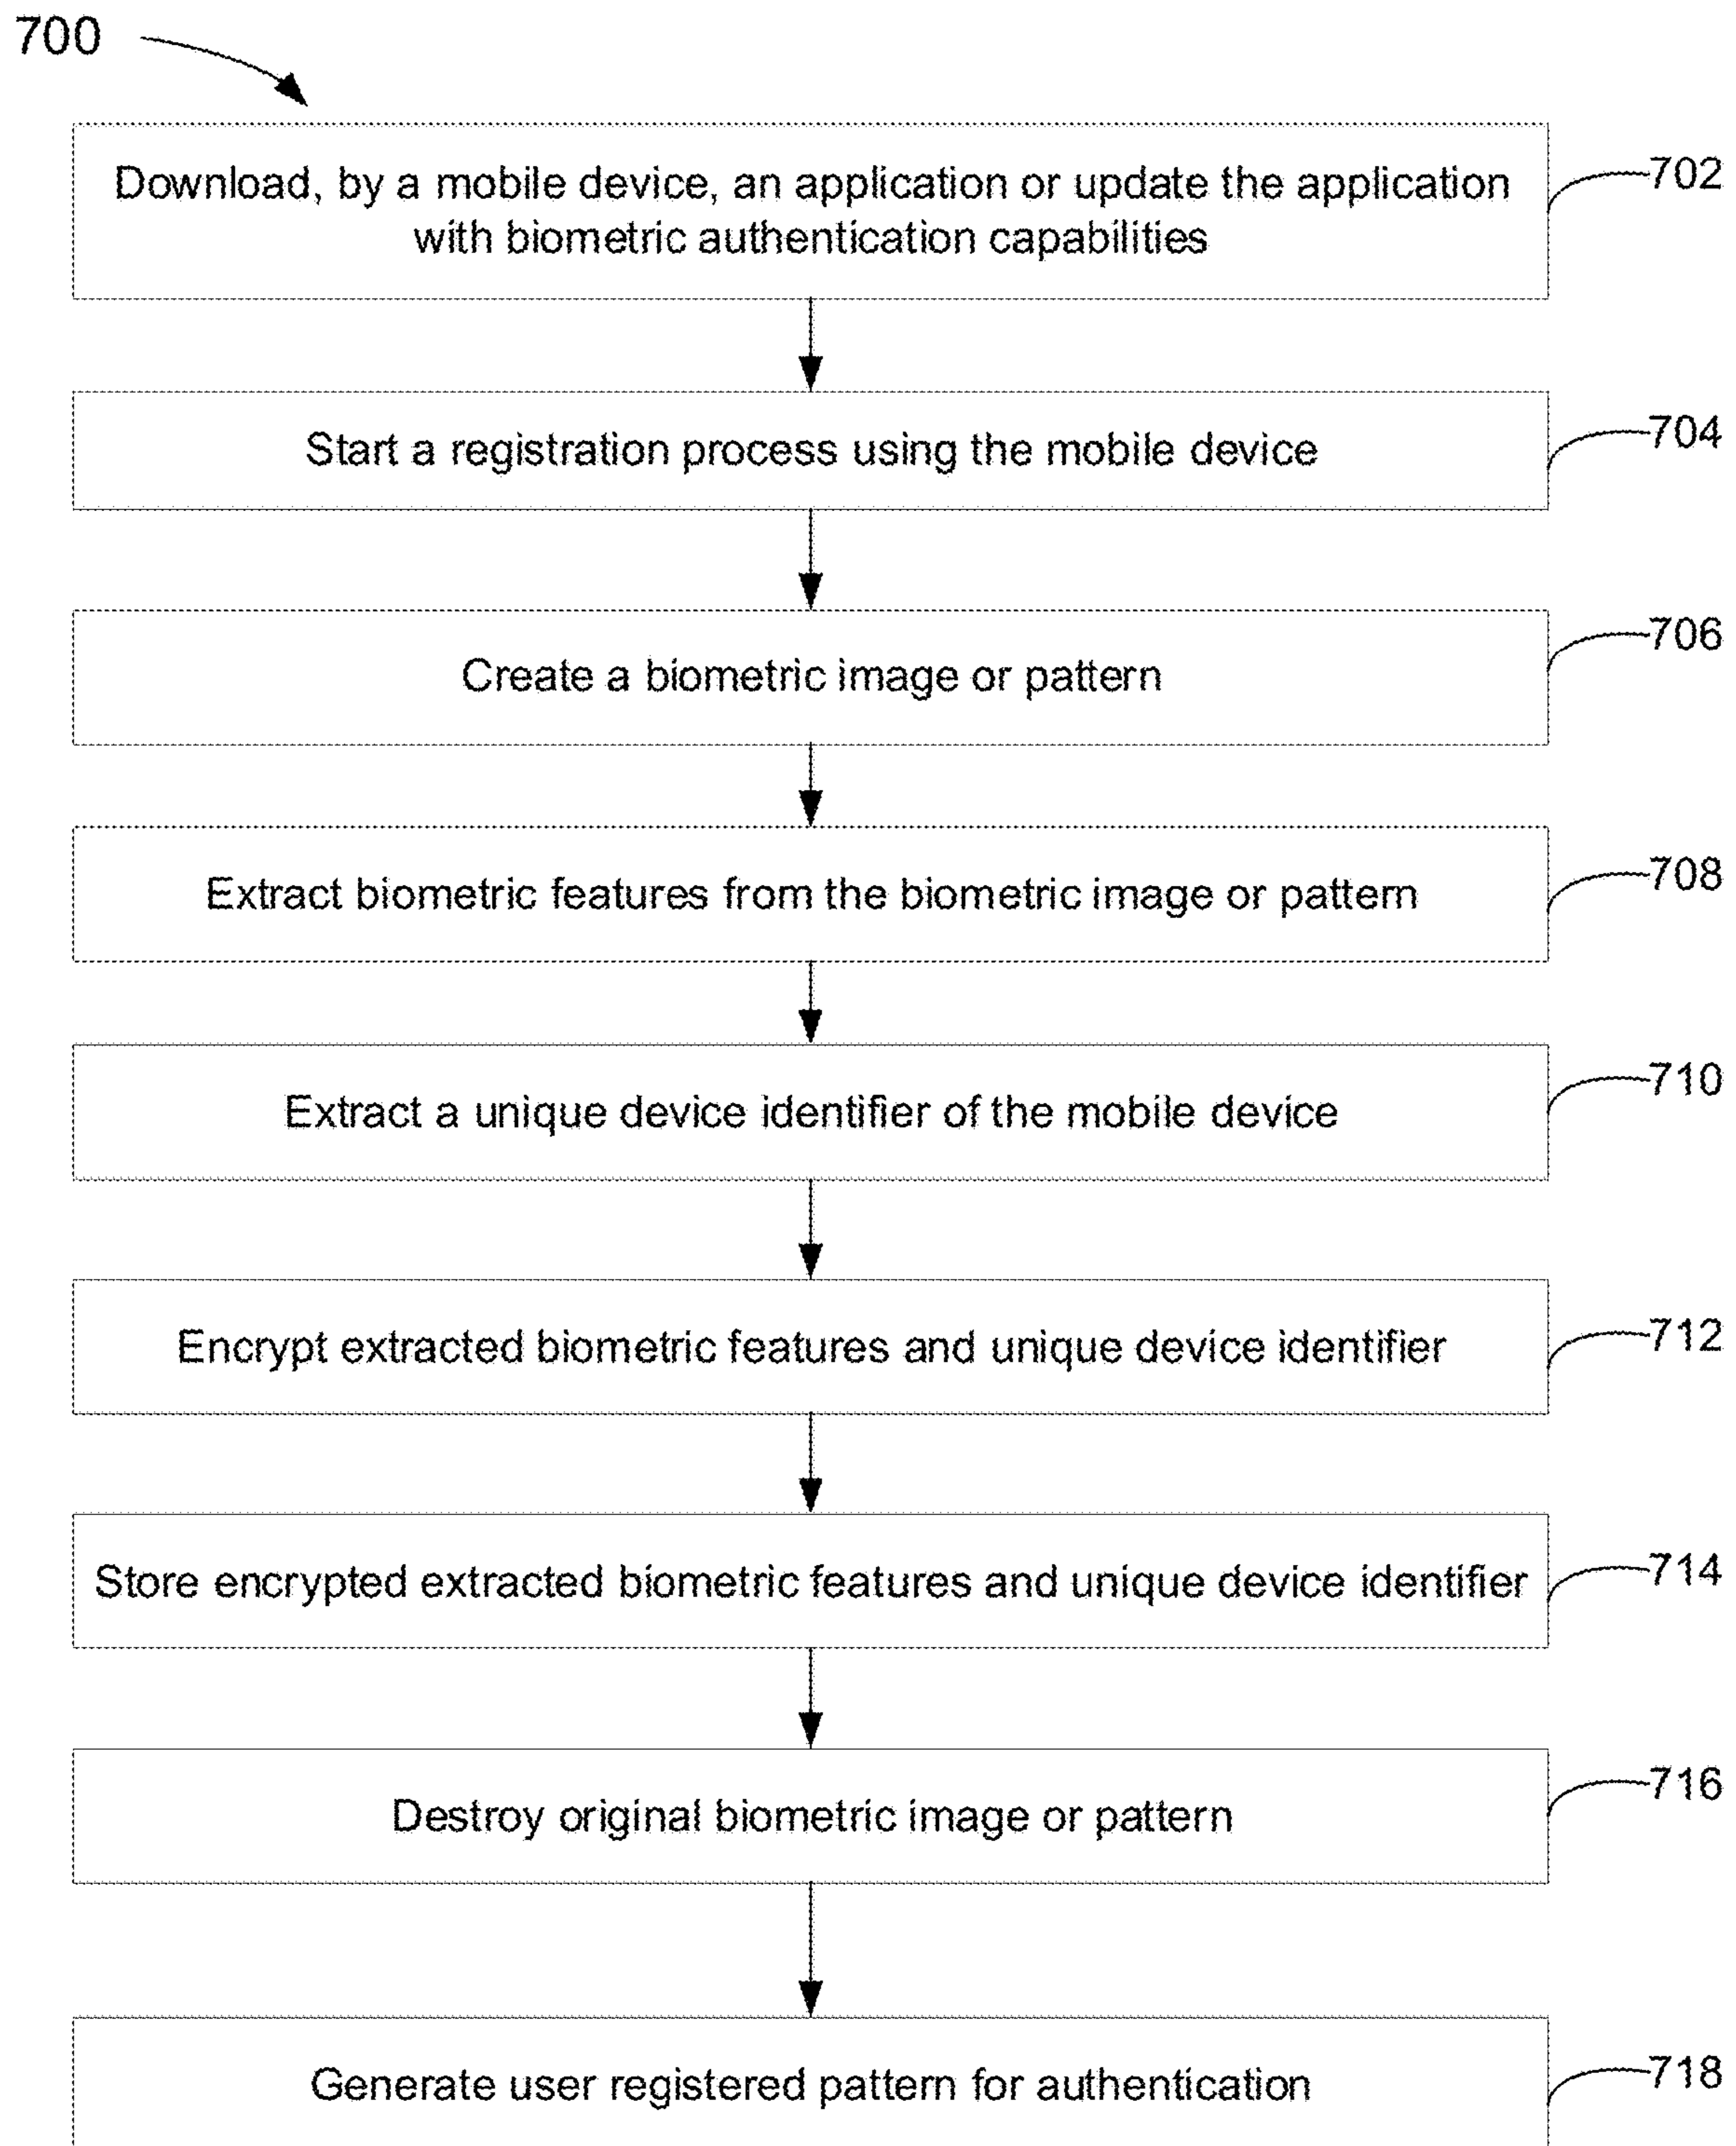 700
Download, by a mobile device, an application or update the application
with biometric authentication capabilities
702
Start a registration process using the mobile device
704
Create a biometric image or pattern
706
Extract biometric features from the biometric image or pattern
708
Extract a unique device identifier of the mobile device
710
Encrypt extracted biometric features and unique device identifier
712
Store encrypted extracted biometric features and unique device identifier
714
Destroy original biometric image or pattern
716
Generate user registered pattern for authentication
718